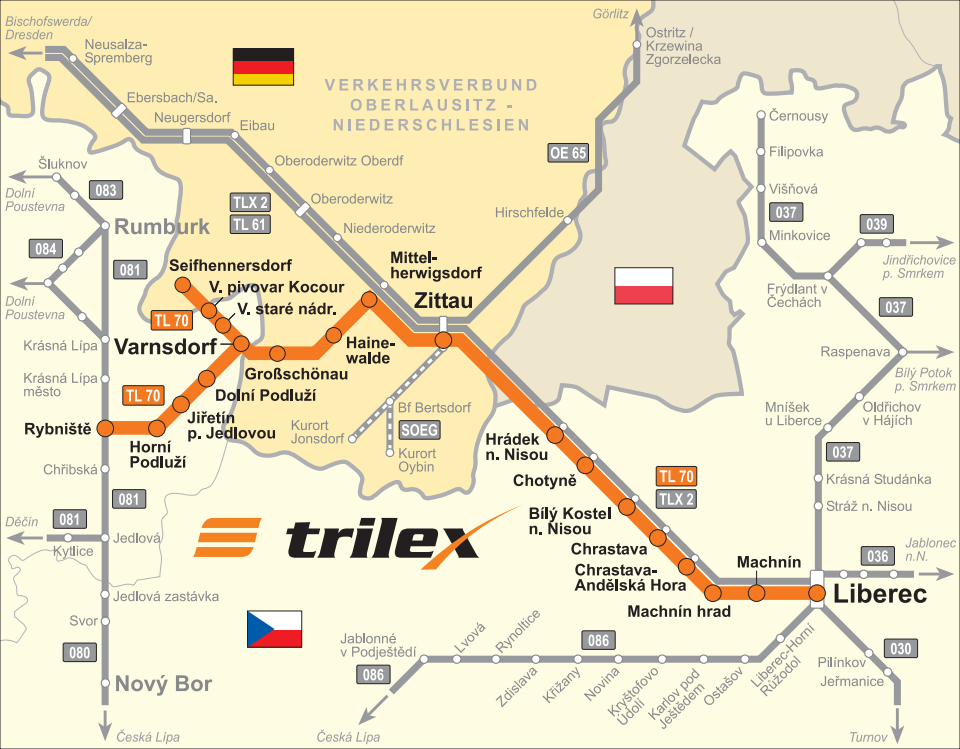 Bischofswerda/
Dresden
Neusalza-
Spremberg
Ebersbach/Sa.
Neugersdorf
Eibau
VERKEHRSVERBUND
OBERLAUSITZ -
NIEDERSCHLESIEN
Görlitz
Ostritz /
Krzewina
Zgorzelecka
OE 65
Oberoderwitz Oberdf
TLX 2
TL 61
Oberoderwitz
Niederoderwitz
Hirschfelde
Mittel-
herwigsdorf
Zittau
Černousy
Filipovka
Višňová
037
Minkovice
039
Jindřichovice
p. Smrkem
Frýdlant v
Čechách
037
Raspenava
Bílý Potok
p. Smrkem
Mníšek
u Liberce
Oldřichov
v Hájích
037
Krásná Studánka
Stráž n. Nisou
Jablonec
n.N.
036
Šluknov
Dolní
Poustevna
083
Rumburk
084
081
Dolní
Poustevna
Krásná Lípa
Krásná Lípa
město
Seifhennersdorf
V. pivovar Kocour
V. staré nádr.
TL 70
Varnsdorf
Großschönau
Haine-
walde
TL 70
Dolní Podluží
Jiřetín
p. Jedlovou
Rybniště
Horní
Podluží
Bf Bertsdorf
Kurort
Jonsdorf
SOEG
Kurort
Oybin
Chřibská
081
Děčín
081
Kytlice
Jedlová
Jedlová zastávka
Svor
080
Nový Bor
Česká Lípa
trilex
Hrádek
n. Nisou
Chotyně
TL 70
TLX 2
Bílý Kostel
n. Nisou
Chrastava
Chrastava-
Andělská Hora
Machnín
Machnín hrad
Liberec
Jablonné
v Podještědí
086
Lvová
Rynoltice
086
Zdislava
Křižany
Novina
Kryštofovo
Údolí
Karlov pod
Ještědem
Ostašov
Liberec-Horní
Růžodol
Česká Lípa
Pilínkov
030
Jeřmanice
Turnov